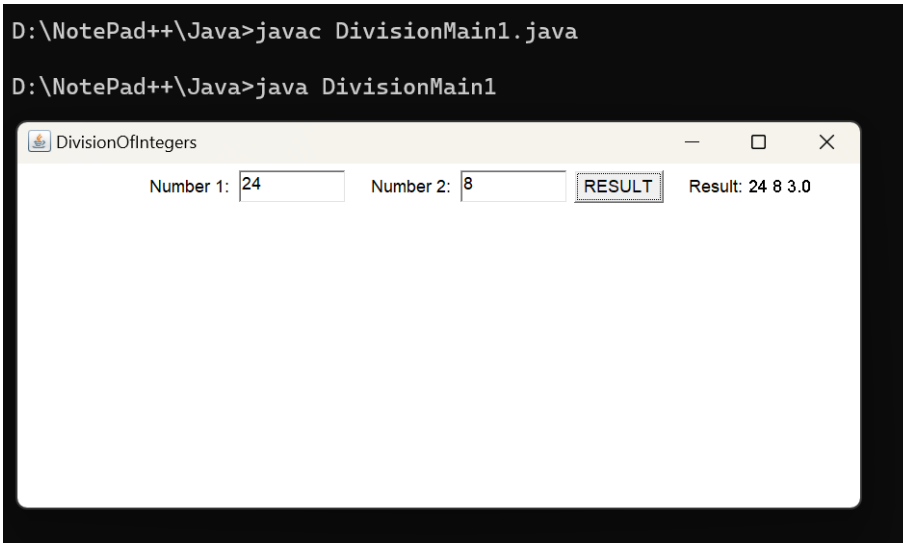 D:\NotePad++\Java>javac DivisionMain1.java
D:\NotePad++\Java>java DivisionMain1
DivisionOfIntegers
Number 1: 24 Number 2: 8 RESULT Result: 24 8 3.0